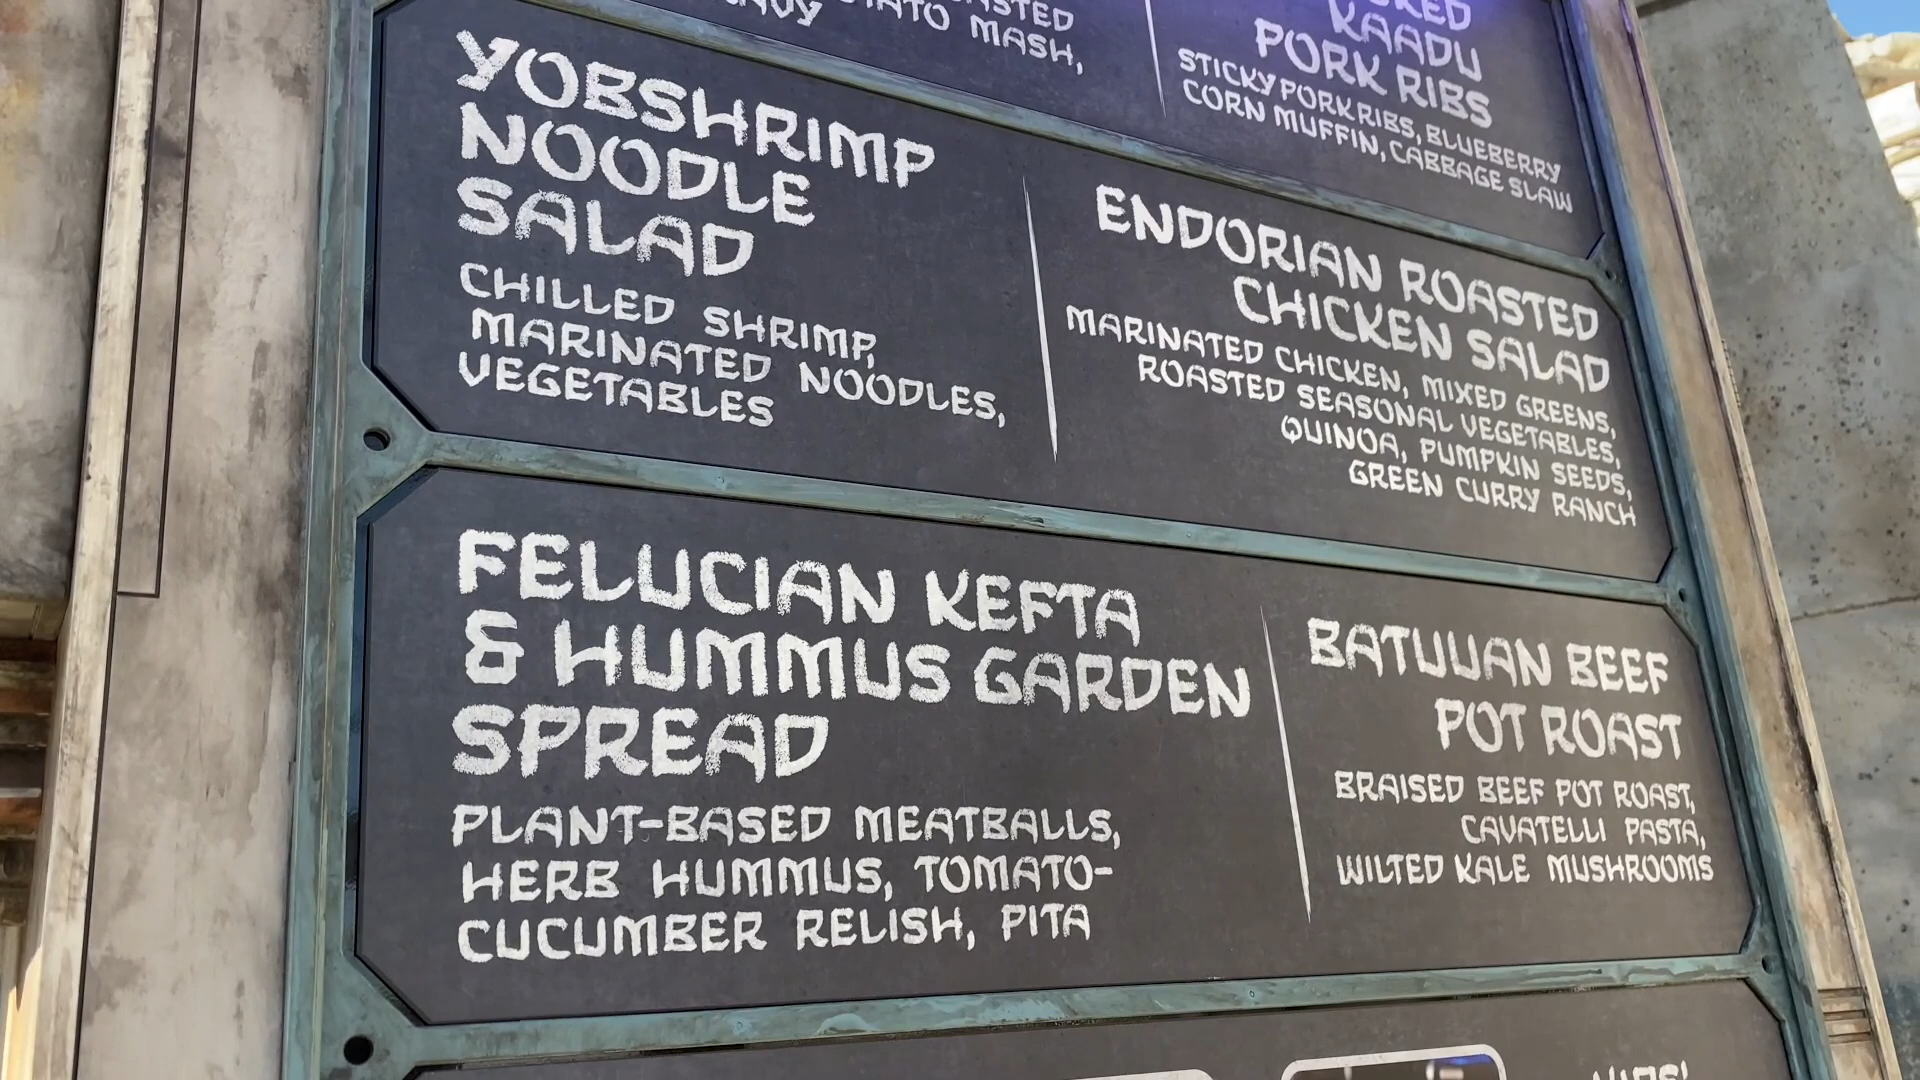 MASH,
KAADU
PORK RIBS
STICKY PORK RIBS, BLUEBERRY
CORN MUFFIN, CABBAGE SLAW
YOBSHRIMP
NOODLE
SALAD
CHILLED SHRIMP,
MARINATED NOODLES,
VEGETABLES
ENDORIAN ROASTED
CHICKEN SALAD
MARINATED CHICKEN, MIXED GREENS,
ROASTED SEASONAL VEGETABLES,
QUINOA, PUMPKIN SEEDS,
GREEN CURRY RANCH
FELUCIAN KEFTA
& HUMMUS GARDEN
SPREAD
PLANT-BASED MEATBALLS,
HERB HUMMUS, TOMATO-
CUCUMBER RELISH, PITA
BATUUAN BEEF
POT ROAST
BRAISED BEEF POT ROAST,
CAVATELLI PASTA,
WILTED KALE MUSHROOMS